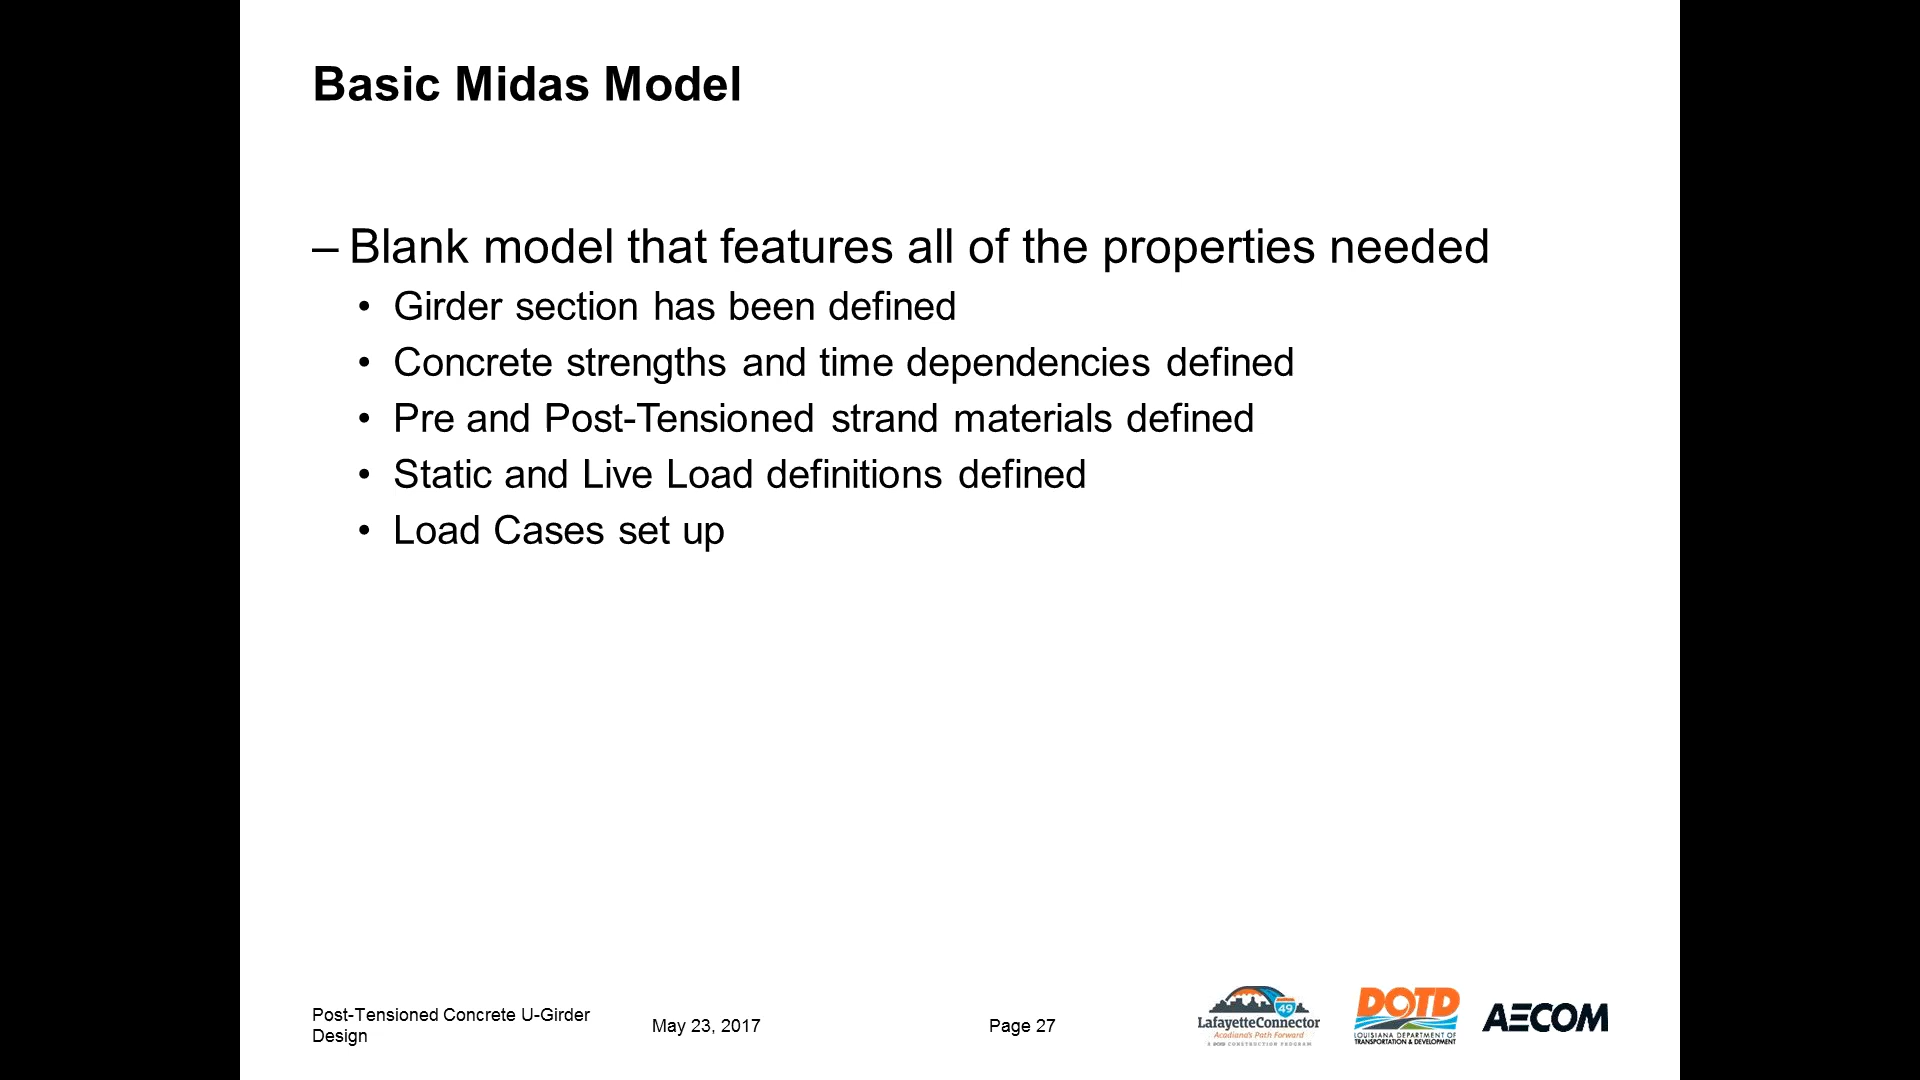 Basic Midas Model
– Blank model that features all of the properties needed
• Girder section has been defined
• Concrete strengths and time dependencies defined
• Pre and Post-Tensioned strand materials defined
• Static and Live Load definitions defined
• Load Cases set up
Post-Tensioned Concrete U-Girder
Design
May 23, 2017
Page 27
49
LafayetteConnector
Acadiana's Path Forward
A DOTD CONSTRUCTION PROGRAM
DOTD
LOUISIANA DEPARTMENT OF
TRANSPORTATION & DEVELOPMENT
AECOM